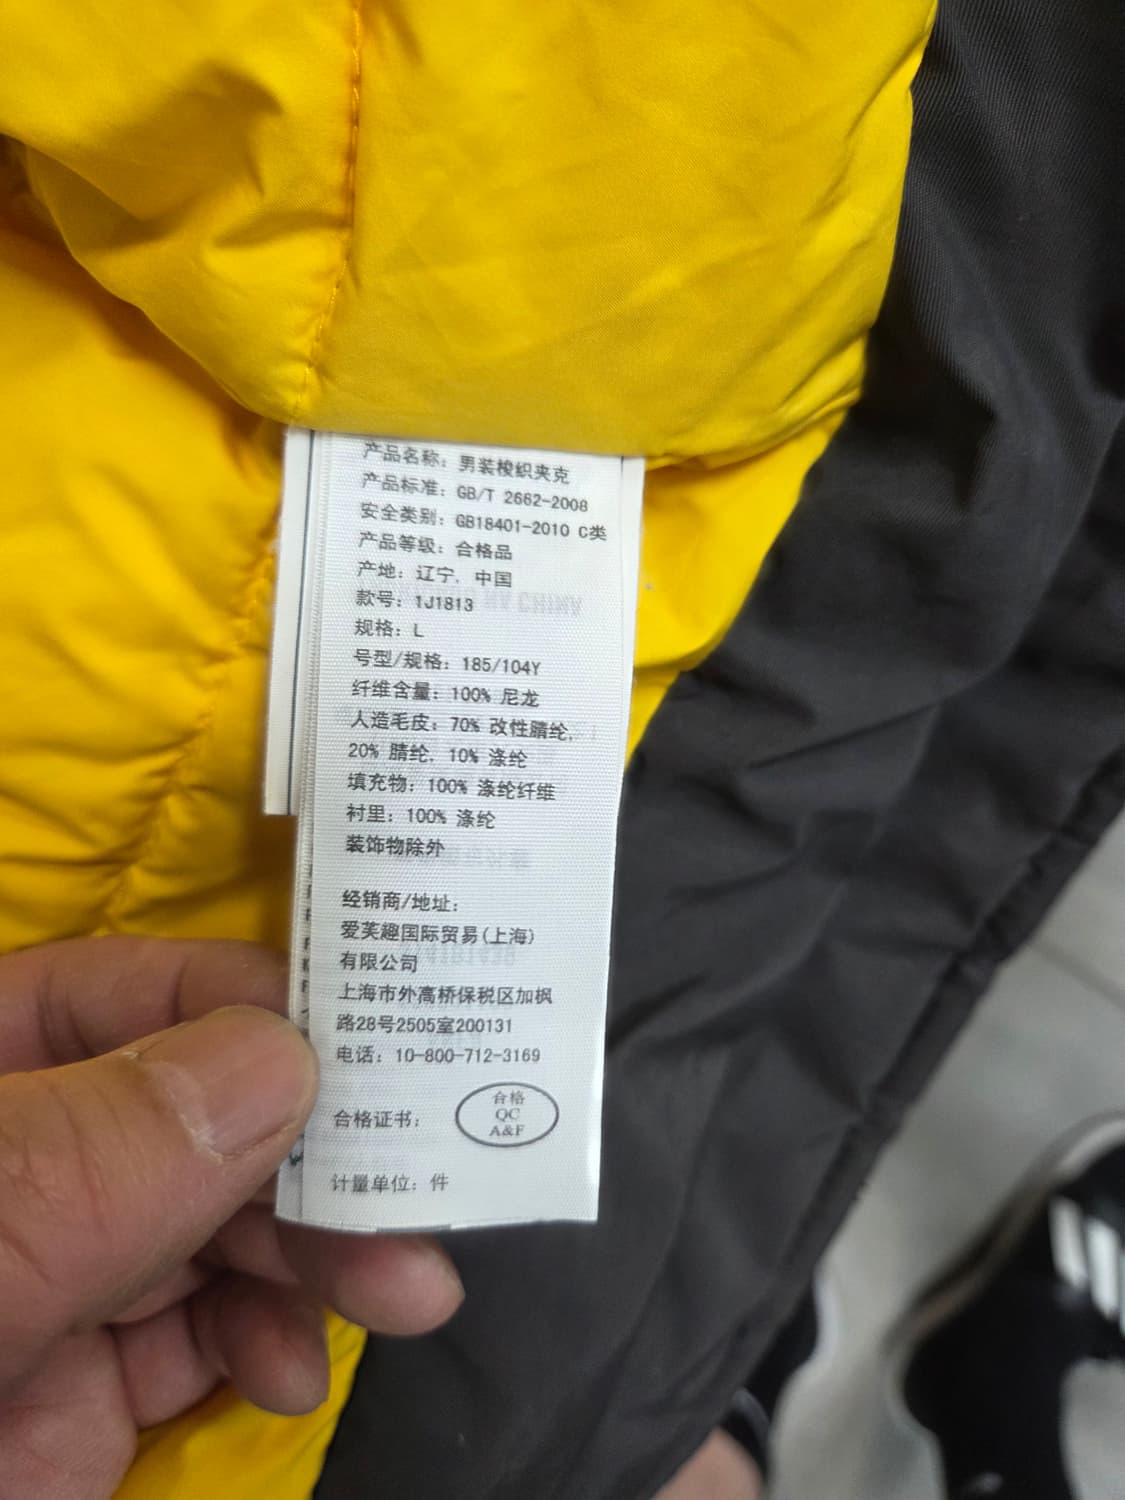 产品名称：男装梭织夹克
产品标准：GB/T 2662-2008
安全类别：GB18401-2010 C类
产品等级：合格品
产地：辽宁, 中国
款号：1J1813
规格：L
号型/规格：185/104Y
纤维含量：100% 尼龙
人造毛皮：70% 改性腈纶,
20% 腈纶, 10% 涤纶
填充物：100% 涤纶纤维
衬里：100% 涤纶
装饰物除外
经销商/地址：
爱芙趣国际贸易(上海)
有限公司
上海市外高桥保税区加枫
路28号2505室200131
电话：10-800-712-3169
合格证书：
合格
QC
A&F
计量单位：件